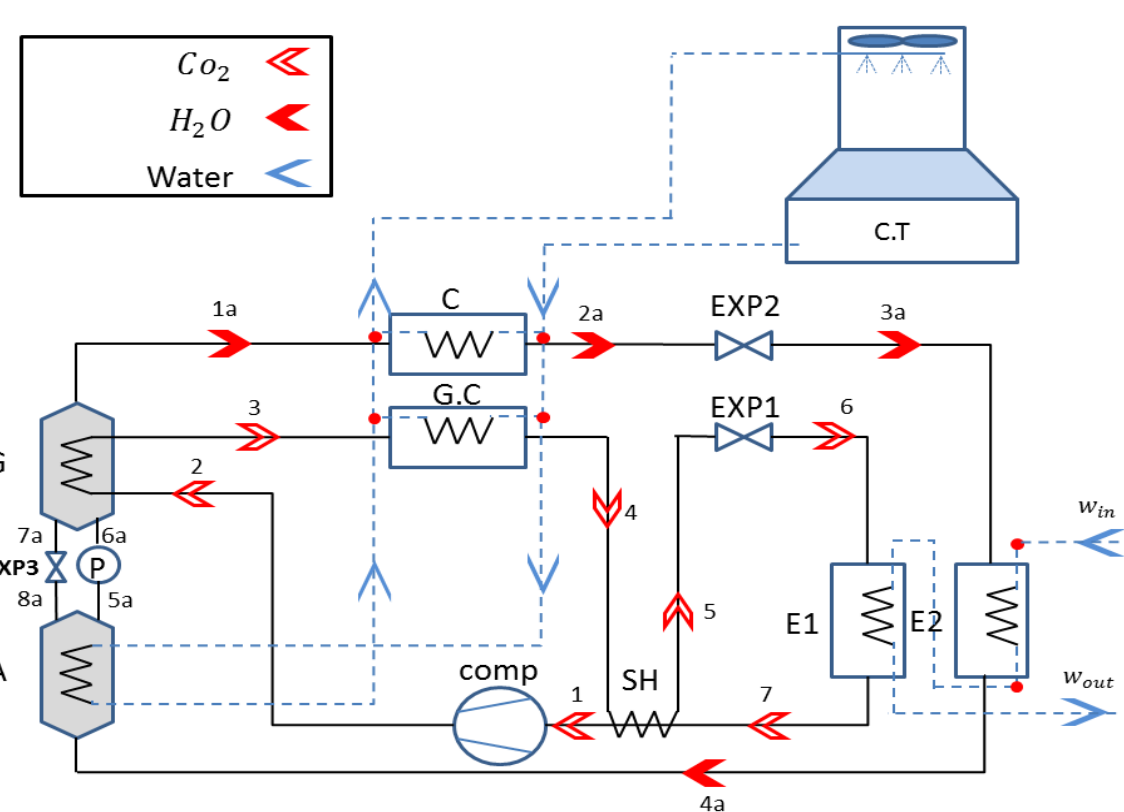 Co₂
H₂O
Water
C.T
C
1a
2a
EXP2
3a
G.C
3
EXP1
6
G
2
4
w_in
7a
6a
XP3
P
8a
5a
5
E1
E2
A
comp
SH
w_out
1
7
4a